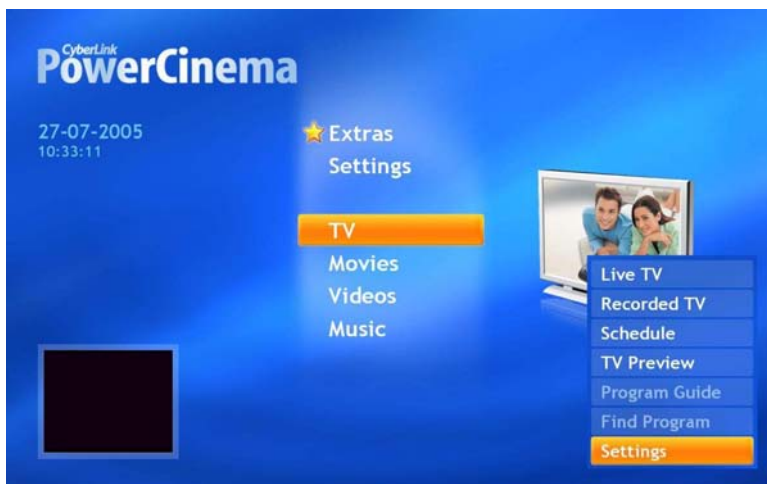 CyberLink
PowerCinema
27-07-2005
10:33:11
Extras
Settings
TV
Movies
Videos
Music
Live TV
Recorded TV
Schedule
TV Preview
Program Guide
Find Program
Settings